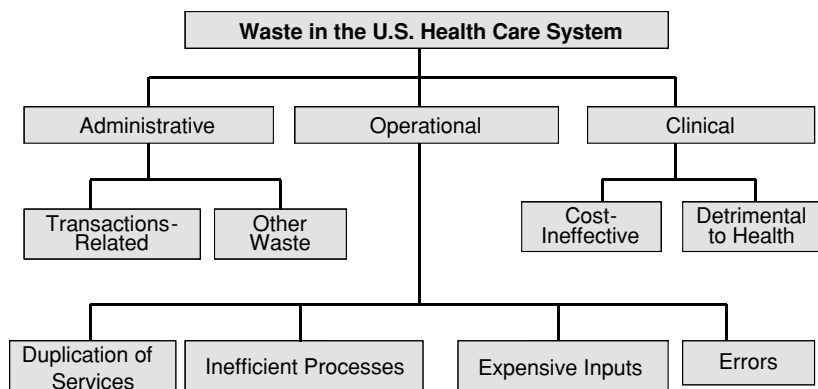 Waste in the U.S. Health Care System
Administrative
Operational
Clinical
Transactions-
Related
Other
Waste
Cost-
Ineffective
Detrimental
to Health
Duplication of
Services
Inefficient Processes
Expensive Inputs
Errors